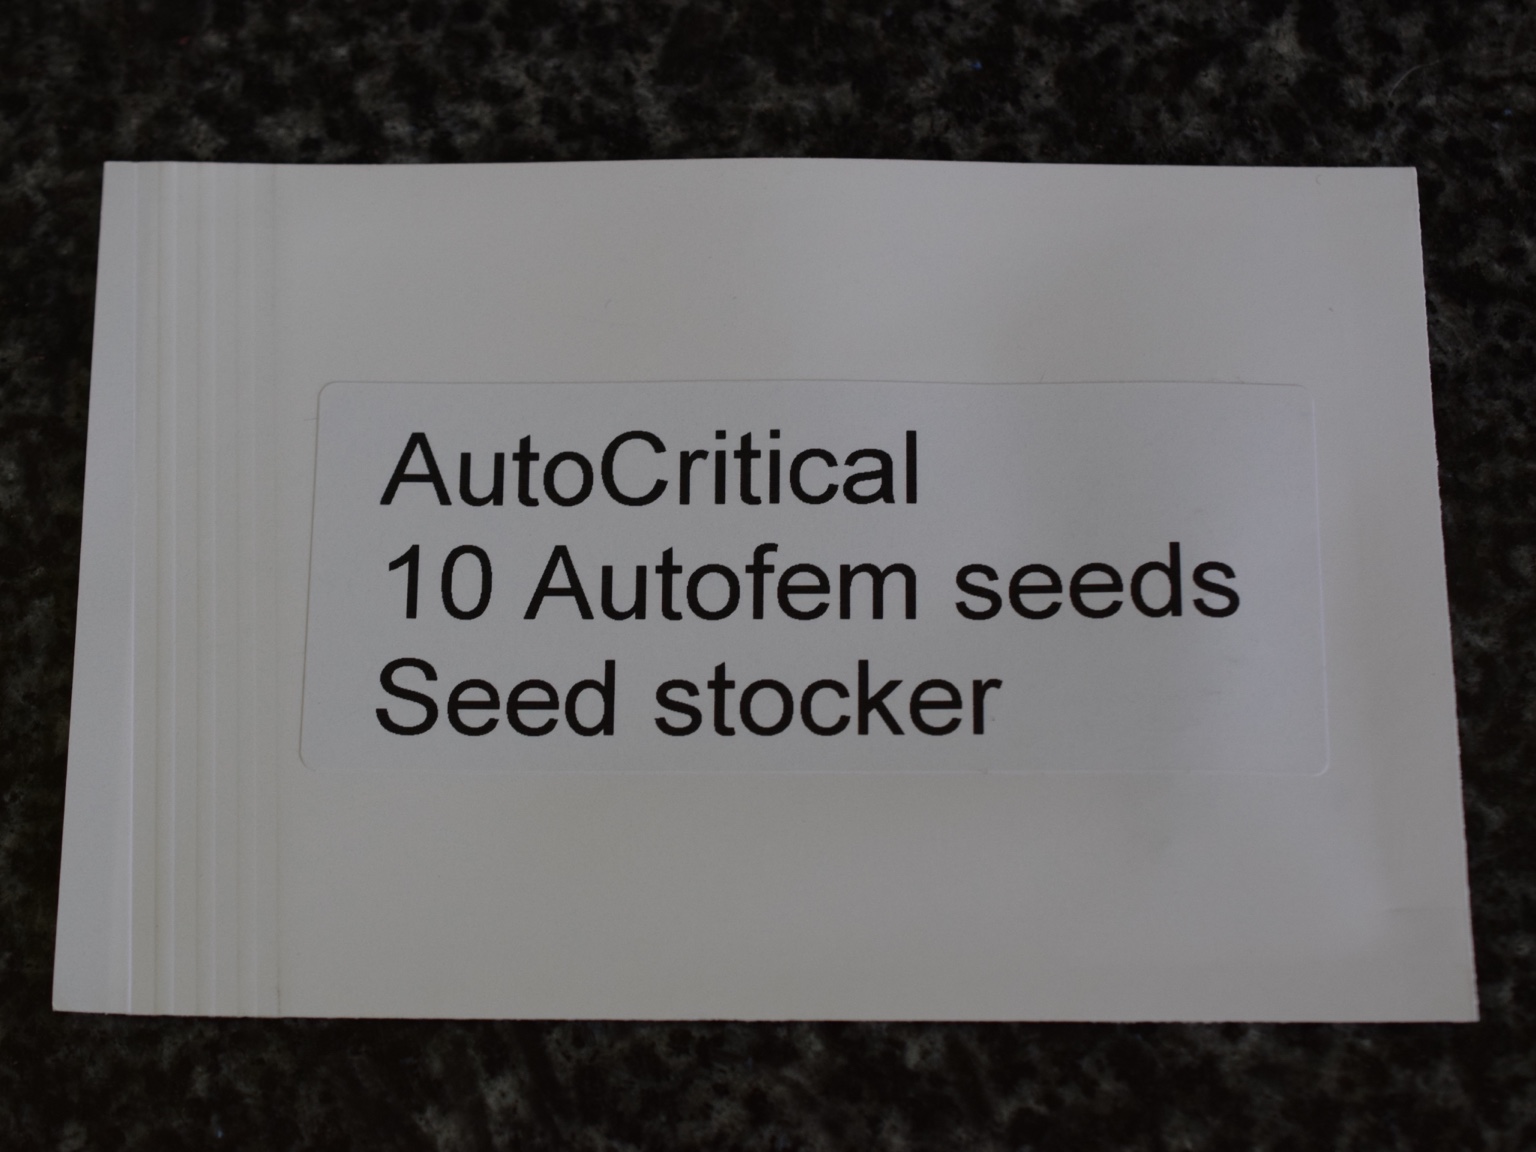 AutoCritical
10 Autofem seeds
Seed stocker